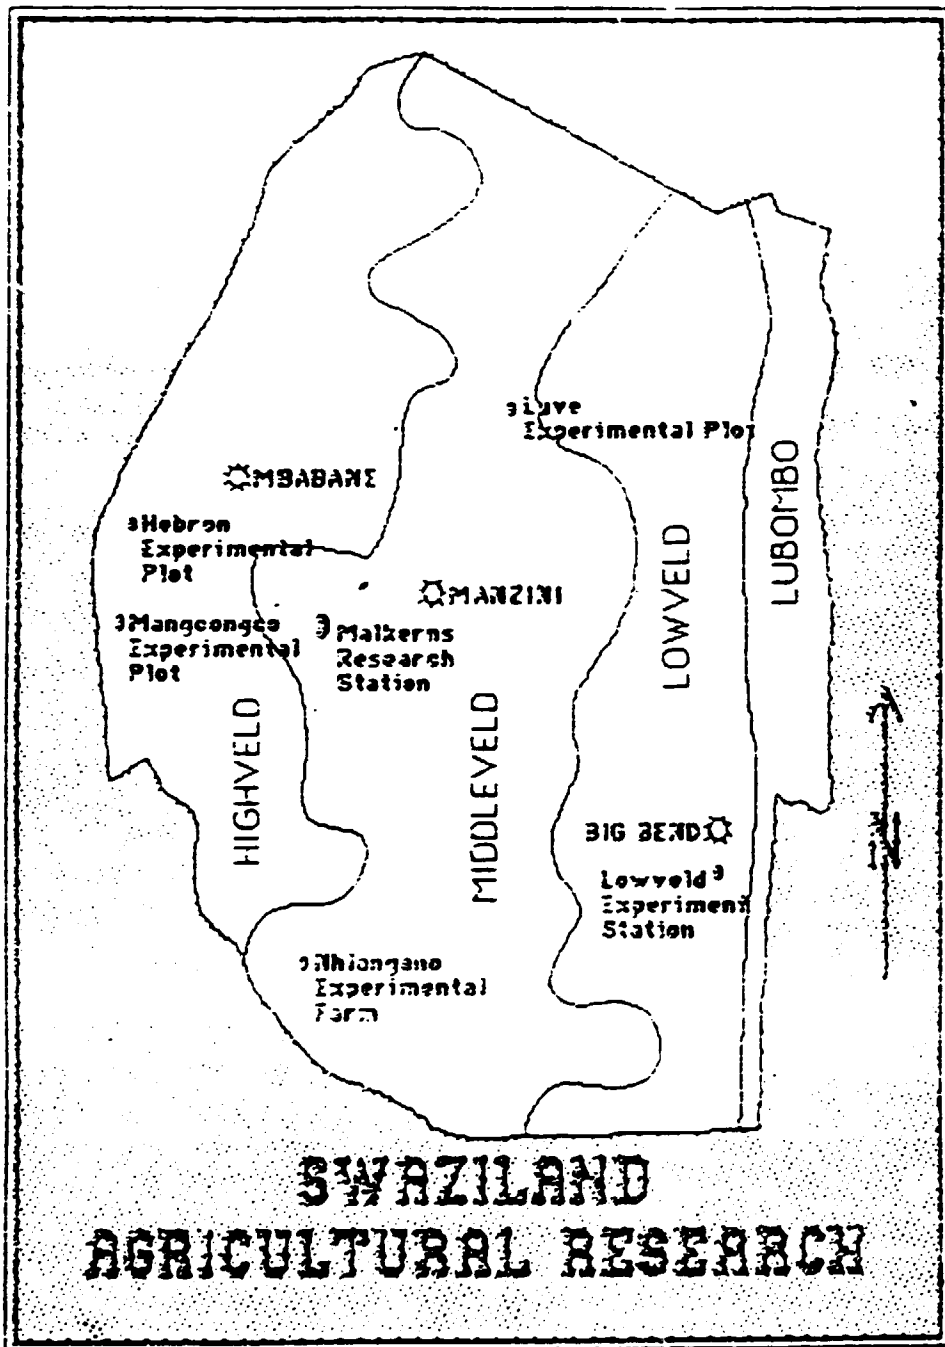 Luve
Experimental Plot
MBABANE
Hebron
Experimental
Plot
MANZINI
Mangcongco
Experimental
Plot
Malkerns
Research
Station
LUBOMBO
LOWVELD
HIGHVELD
MIDDLEVELD
N
BIG BEND
Lowveld
Experiment
Station
Nhlangano
Experimental
Farm
SWAZILAND
AGRICULTURAL RESEARCH